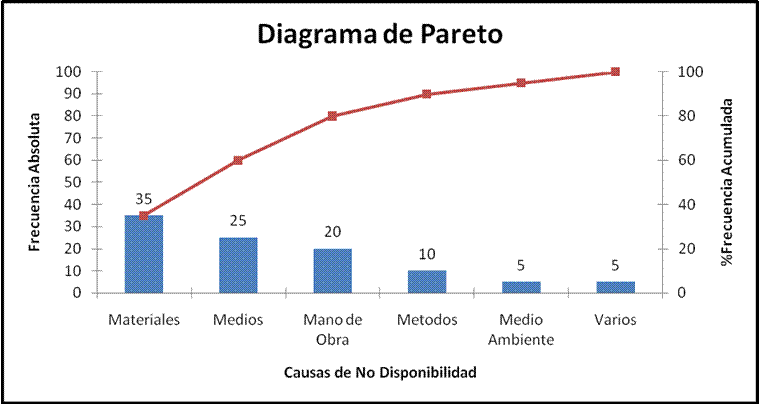 Diagrama de Pareto
Frecuencia Absoluta
100
90
80
70
60
50
40
30
20
10
0
35
25
20
10
5
5
100
80
60
40
20
0
%Frecuencia Acumulada
Materiales
Medios
Mano de
Obra
Metodos
Medio
Ambiente
Varios
Causas de No Disponibilidad